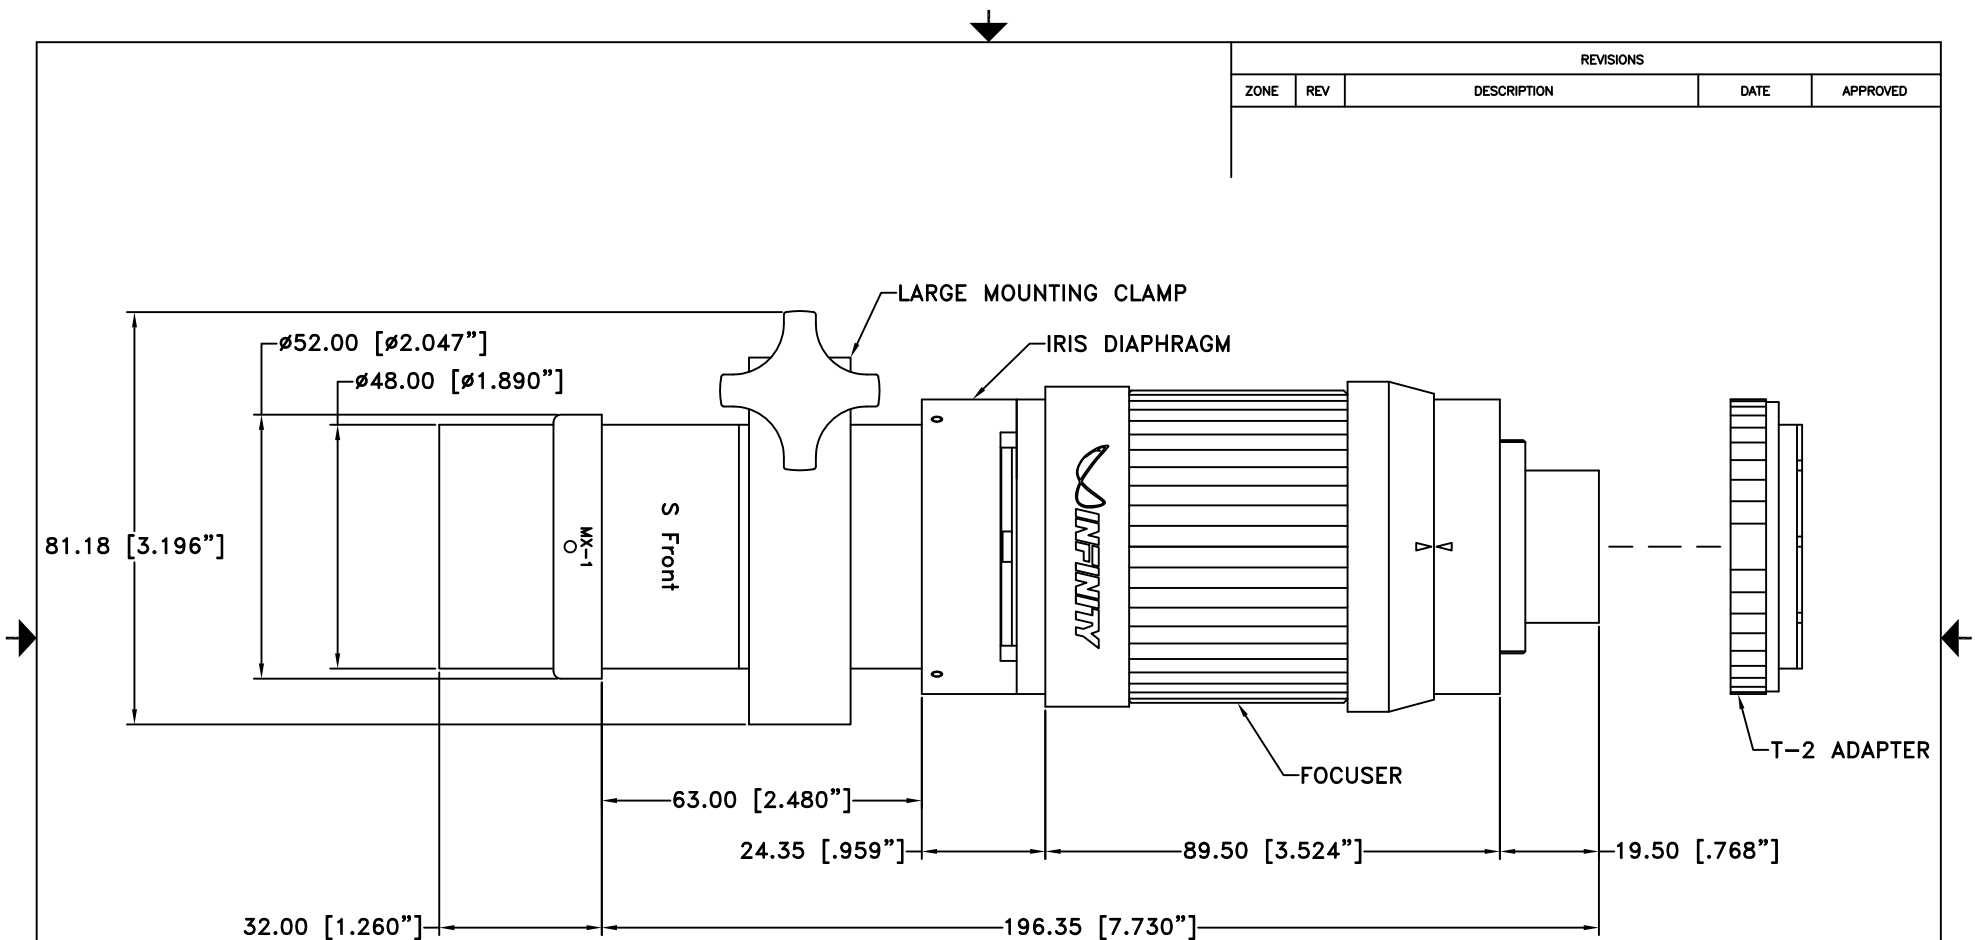 REVISIONS
ZONE REV DESCRIPTION DATE APPROVED
LARGE MOUNTING CLAMP
ø52.00 [ø2.047”]
IRIS DIAPHRAGM
ø48.00 [ø1.890”]
81.18 [3.196”]
MX-1
S Front
INFINITY
T-2 ADAPTER
FOCUSER
63.00 [2.480”]
24.35 [.959”]
89.50 [3.524”]
19.50 [.768”]
32.00 [1.260”]
196.35 [7.730”]